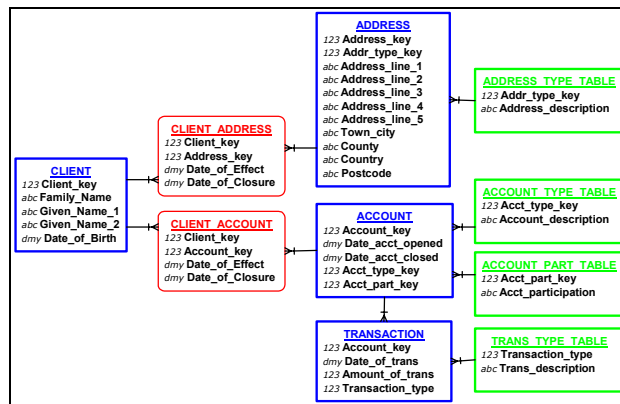 ADDRESS
123 Address_key
123 Addr_type_key
abc Address_line_1
abc Address_line_2
abc Address_line_3
abc Address_line_4
abc Address_line_5
abc Town_city
abc County
abc Country
abc Postcode
ADDRESS_TYPE_TABLE
123 Addr_type_key
abc Address_description
CLIENT_ADDRESS
123 Client_key
123 Address_key
dmy Date_of_Effect
dmy Date_of_Closure
CLIENT
123 Client_key
abc Family_Name
abc Given_Name_1
abc Given_Name_2
dmy Date_of_Birth
CLIENT_ACCOUNT
123 Client_key
123 Account_key
dmy Date_of_Effect
dmy Date_of_Closure
ACCOUNT
123 Account_key
dmy Date_acct_opened
dmy Date_acct_closed
123 Acct_type_key
123 Acct_part_key
ACCOUNT_TYPE_TABLE
123 Acct_type_key
abc Account_description
ACCOUNT_PART_TABLE
123 Acct_part_key
abc Acct_participation
TRANSACTION
123 Account_key
dmy Date_of_trans
123 Amount_of_trans
123 Transaction_type
TRANS_TYPE_TABLE
123 Transaction_type
abc Trans_description